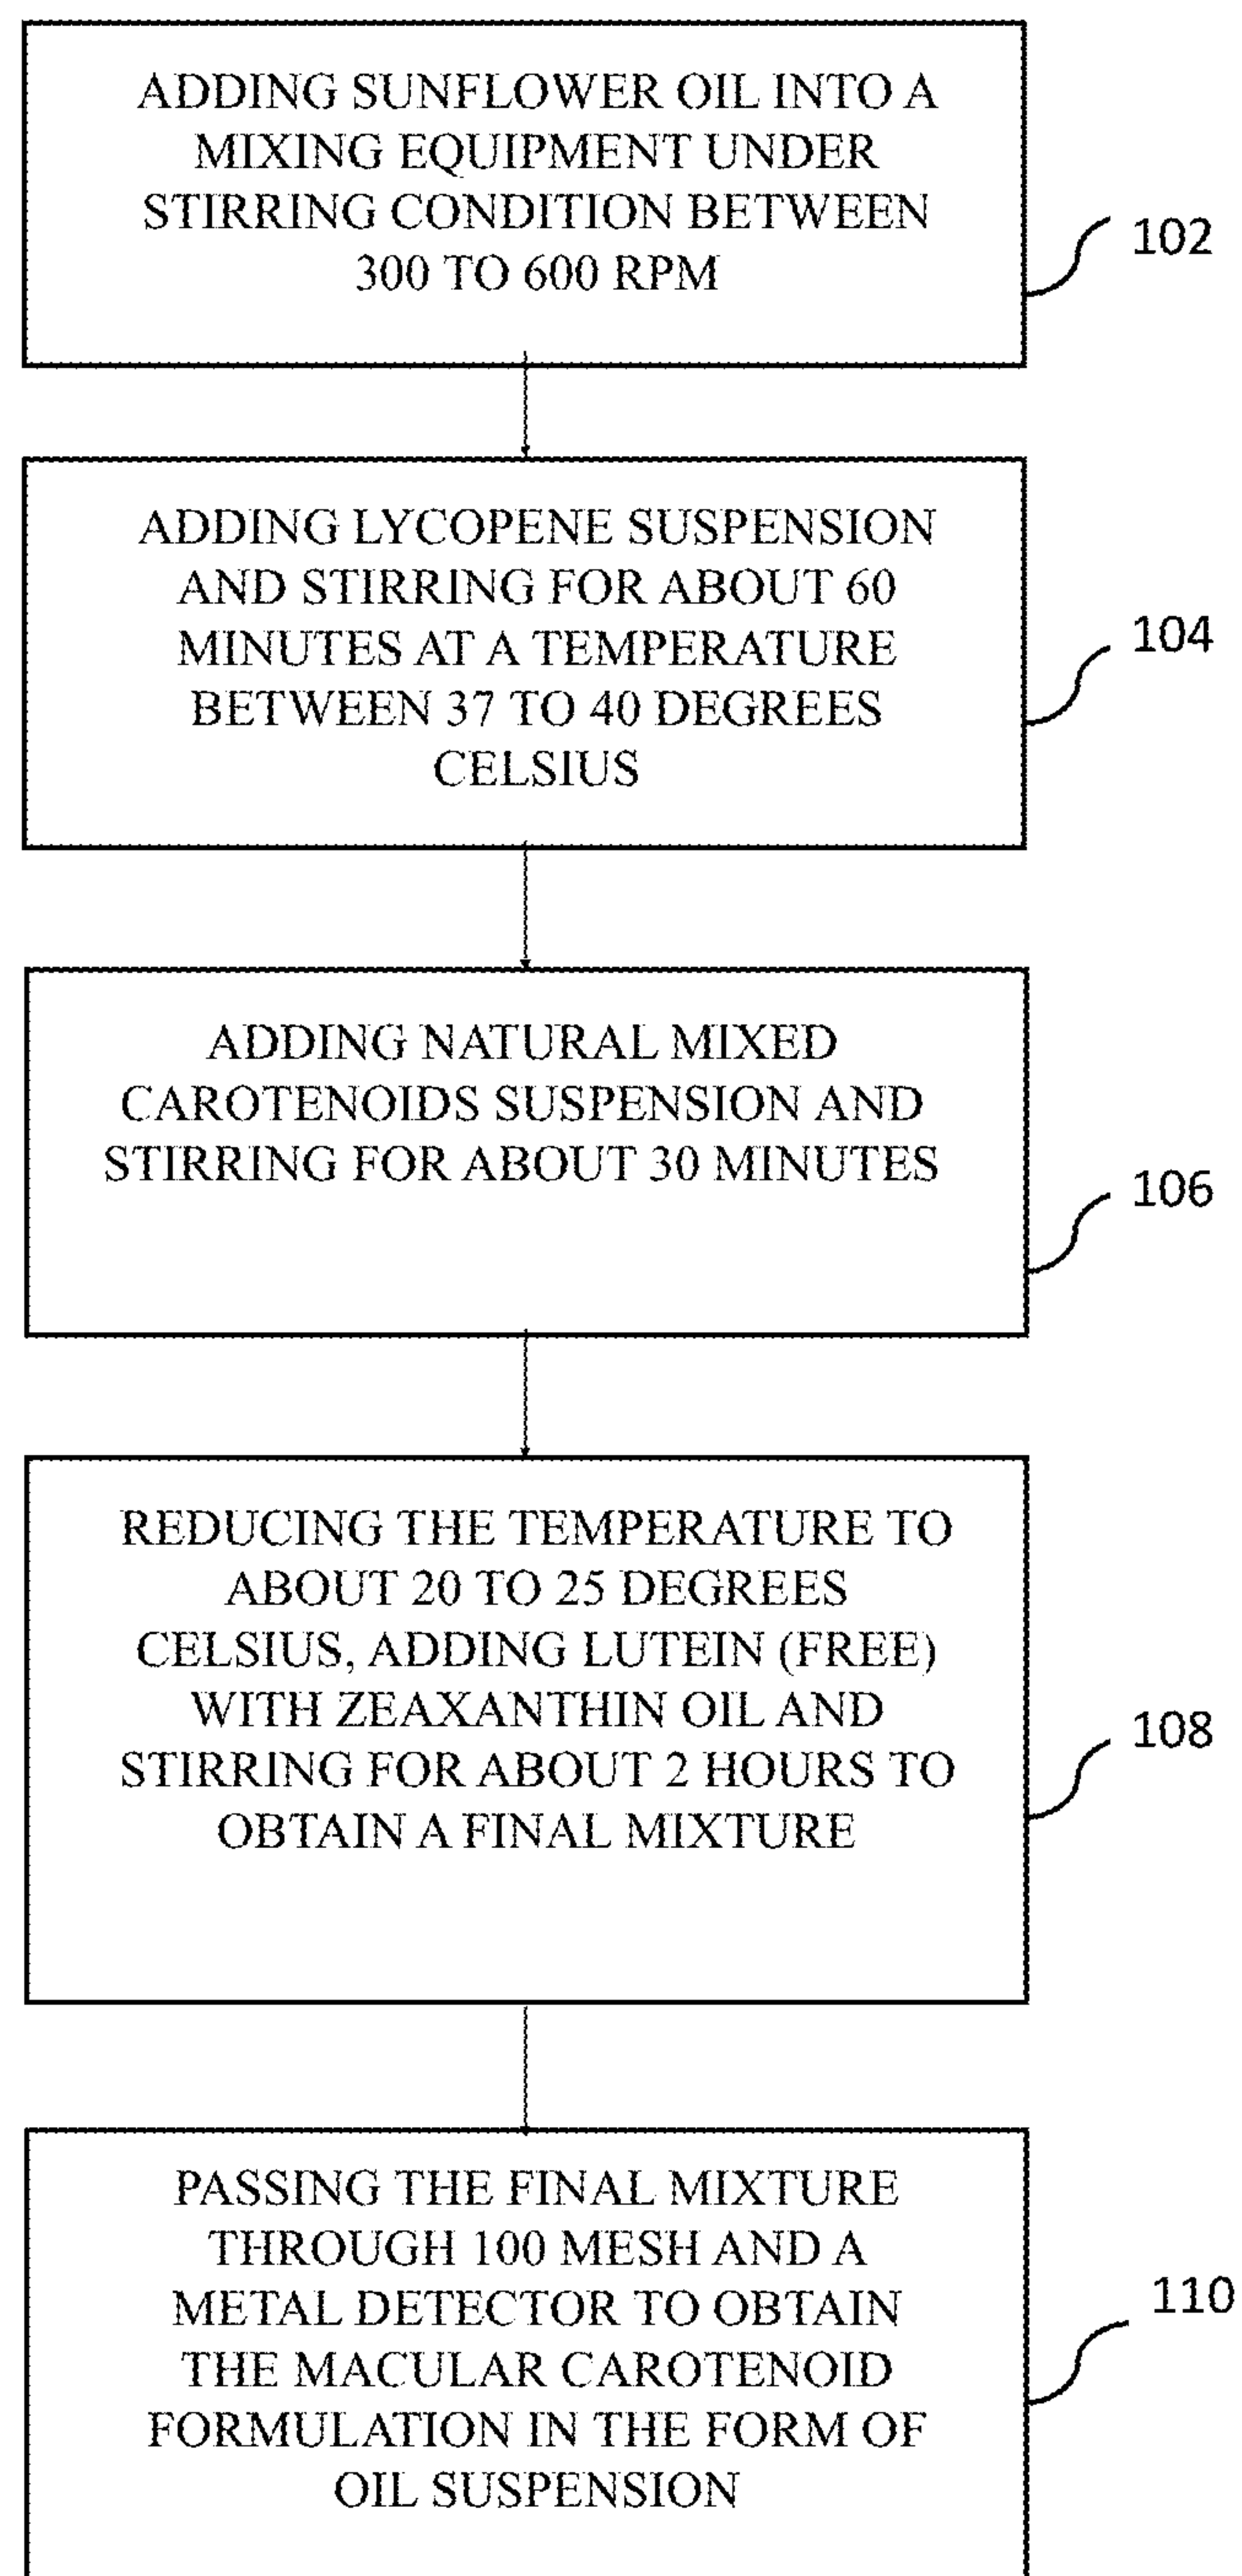 ADDING SUNFLOWER OIL INTO A
MIXING EQUIPMENT UNDER
STIRRING CONDITION BETWEEN
300 TO 600 RPM
102
ADDING LYCOPENE SUSPENSION
AND STIRRING FOR ABOUT 60
MINUTES AT A TEMPERATURE
BETWEEN 37 TO 40 DEGREES
CELSIUS
104
ADDING NATURAL MIXED
CAROTENOIDS SUSPENSION AND
STIRRING FOR ABOUT 30 MINUTES
106
REDUCING THE TEMPERATURE TO
ABOUT 20 TO 25 DEGREES
CELSIUS, ADDING LUTEIN (FREE)
WITH ZEAXANTHIN OIL AND
STIRRING FOR ABOUT 2 HOURS TO
OBTAIN A FINAL MIXTURE
108
PASSING THE FINAL MIXTURE
THROUGH 100 MESH AND A
METAL DETECTOR TO OBTAIN
THE MACULAR CAROTENOID
FORMULATION IN THE FORM OF
OIL SUSPENSION
110